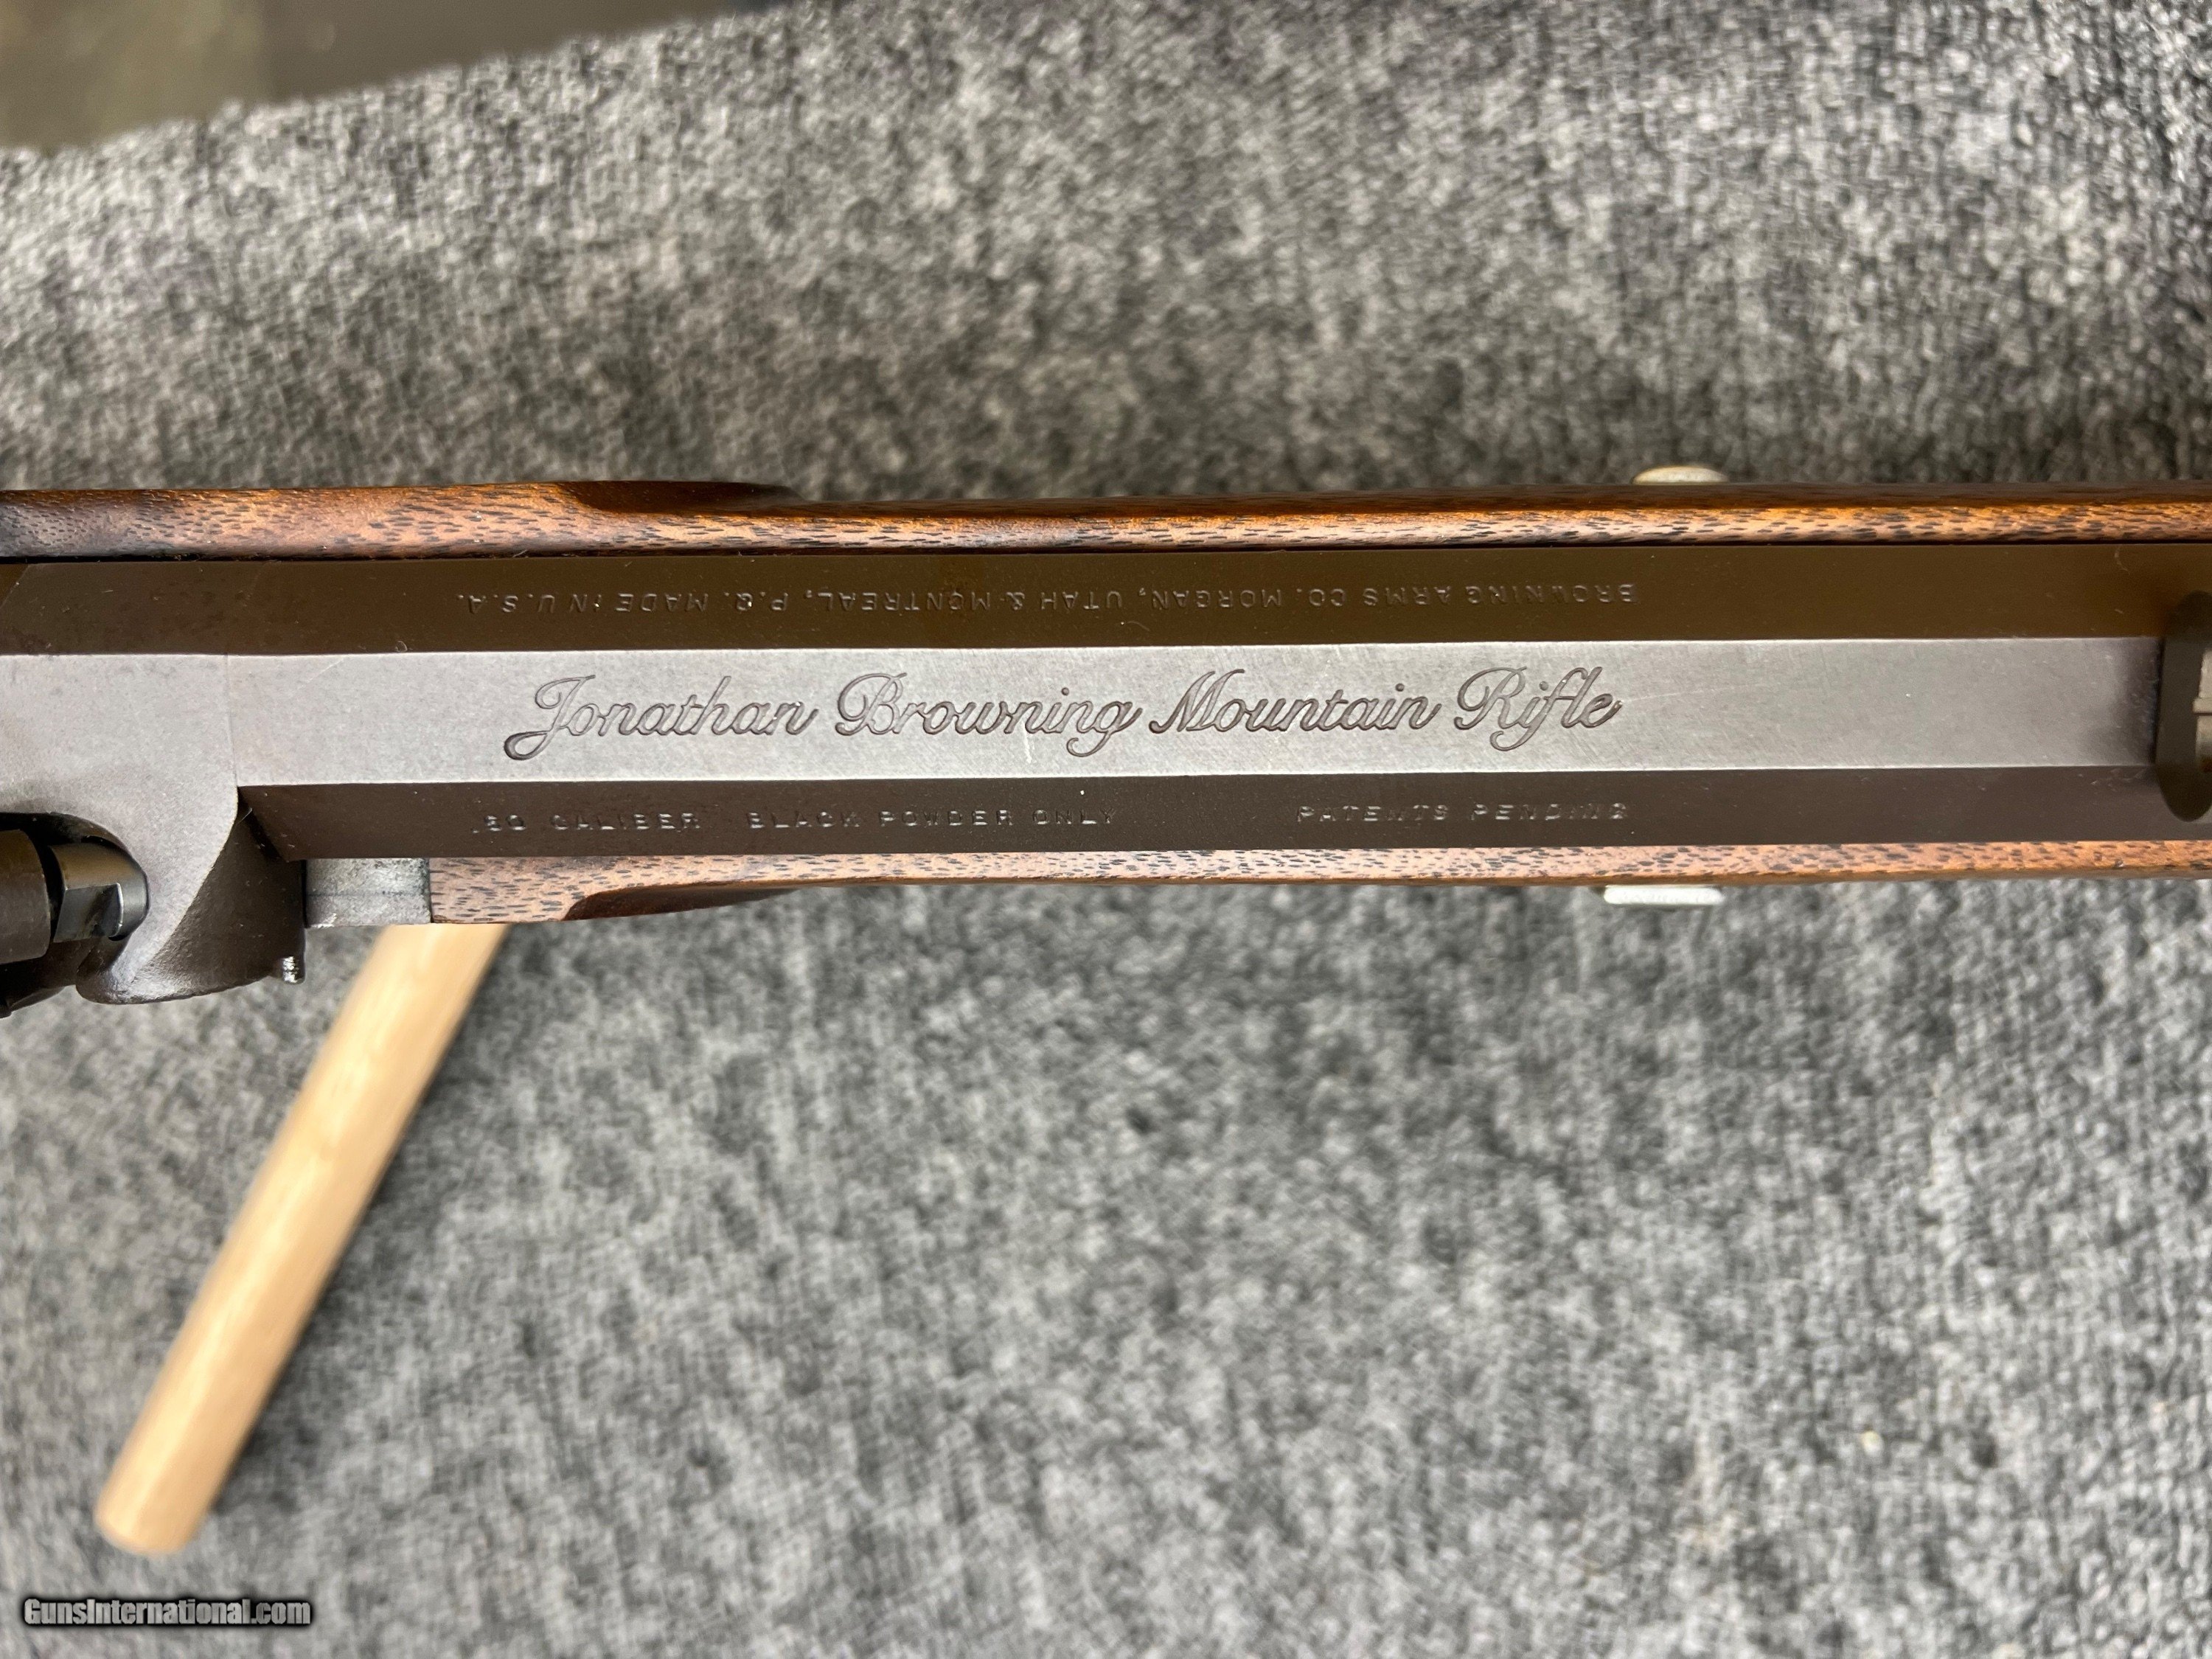 BROWNING ARMS CO. MORGAN, UTAH & MONTREAL, P.Q. MADE IN U.S.A.
Jonathan Browning Mountain Rifle
.50 CALIBER BLACK POWDER ONLY PATENTS PENDING
GunsInternational.com